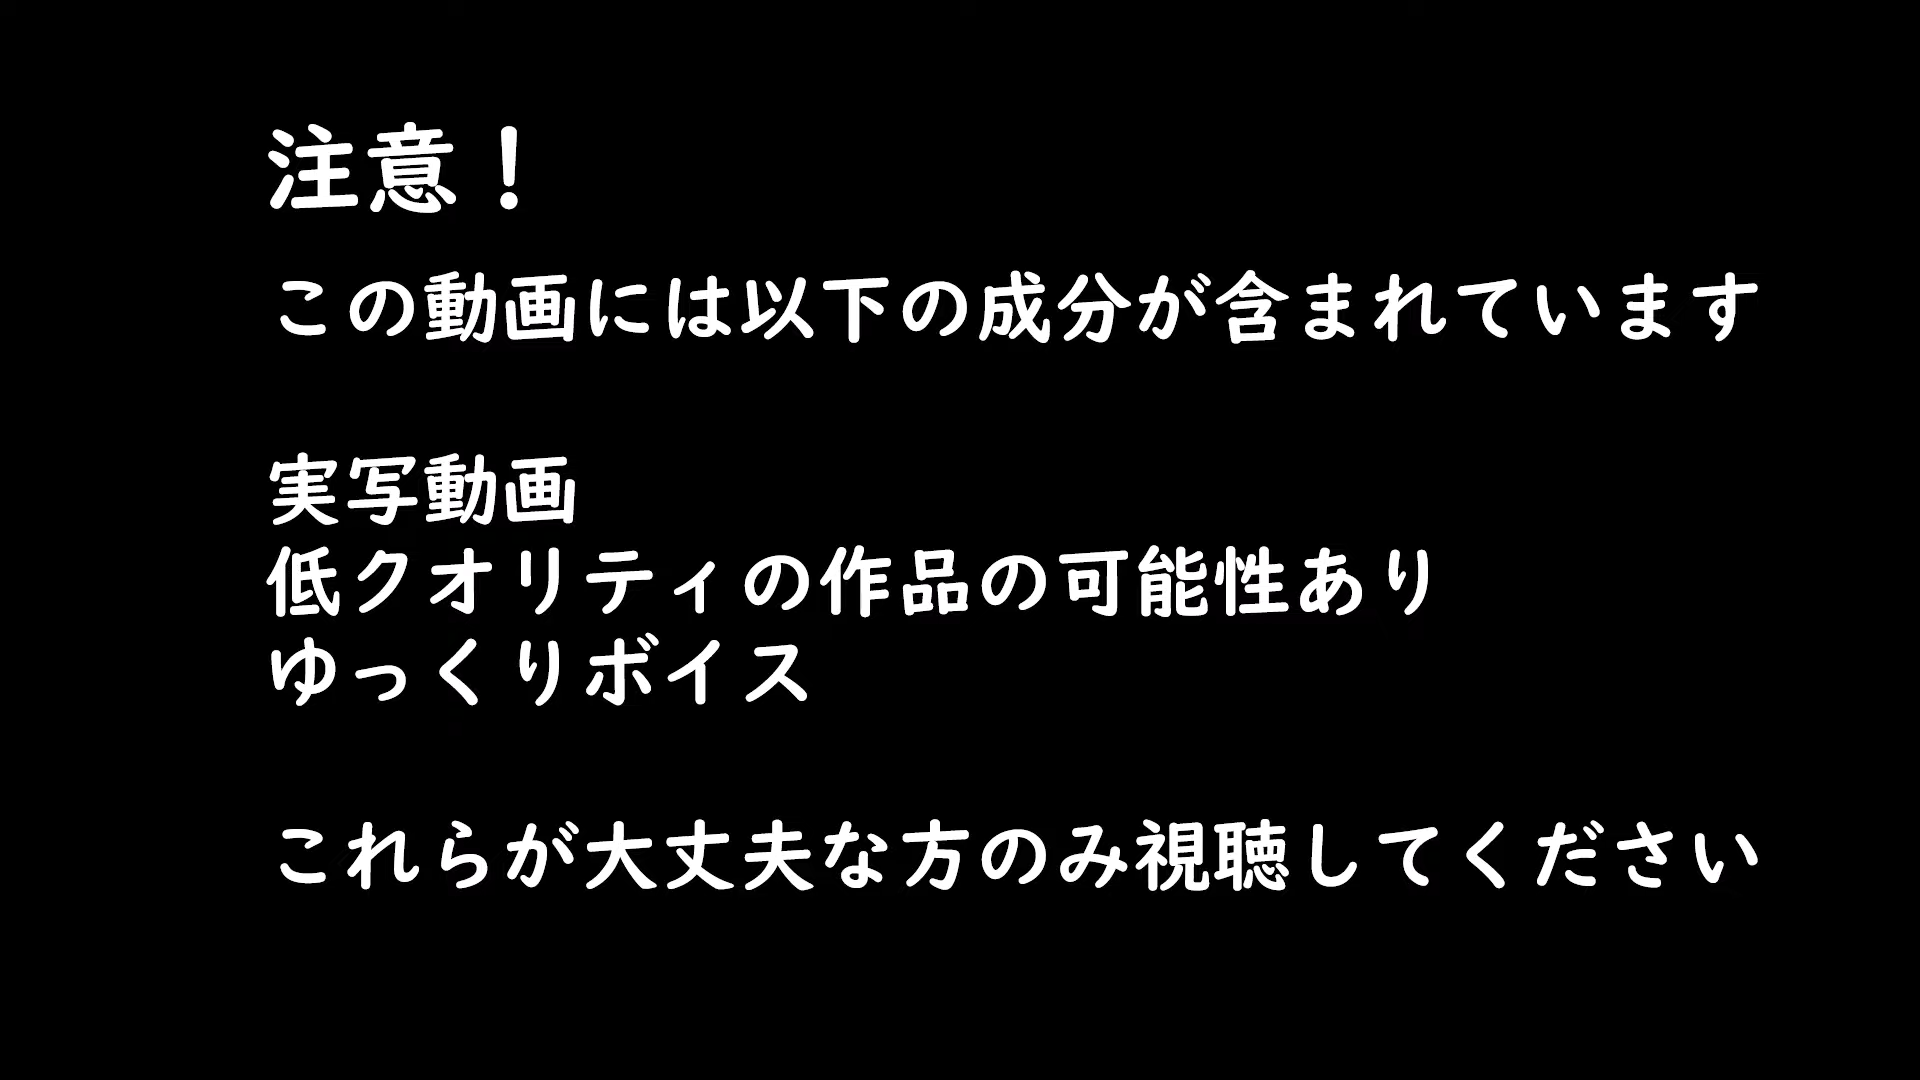 注意！
この動画には以下の成分が含まれています
実写動画
低クオリティの作品の可能性あり
ゆっくりボイス
これらが大丈夫な方のみ視聴してください